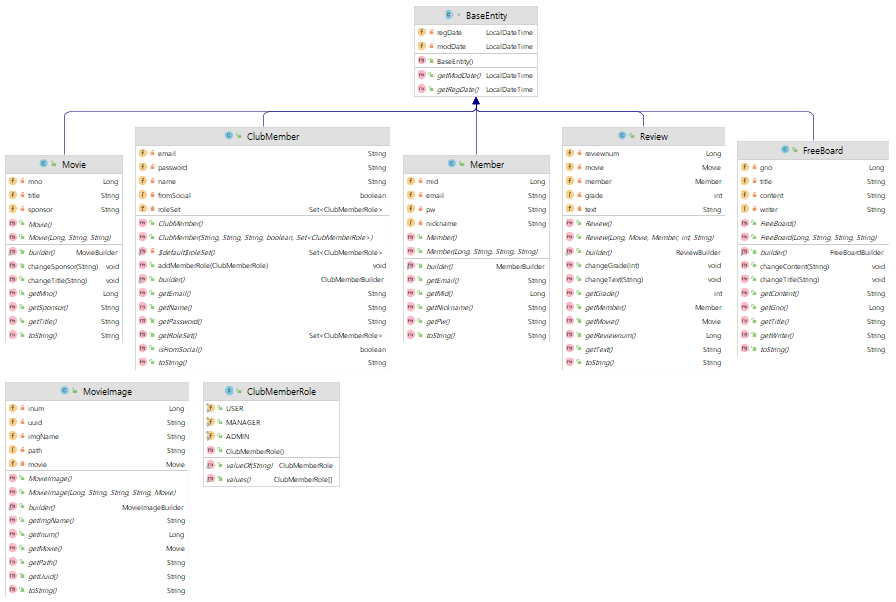 BaseEntity
regDate LocalDateTime
modDate LocalDateTime
BaseEntity()
getModDate() LocalDateTime
getRegDate() LocalDateTime
Movie
mno Long
title String
sponsor String
Movie()
Movie(Long, String, String)
builder() MovieBuilder
changeSponsor(String) void
changeTitle(String) void
getMno() Long
getSponsor() String
getTitle() String
toString() String
ClubMember
email String
password String
name String
fromSocial boolean
roleSet Set<ClubMemberRole>
ClubMember()
ClubMember(String, String, String, boolean, Set<ClubMemberRole>)
$default$roleSet() Set<ClubMemberRole>
addMemberRole(ClubMemberRole) void
builder() ClubMemberBuilder
getEmail() String
getName() String
getPassword() String
getRoleSet() Set<ClubMemberRole>
isFromSocial() boolean
toString() String
Member
mid Long
email String
pw String
nickname String
Member()
Member(Long, String, String, String)
builder() MemberBuilder
getEmail() String
getMid() Long
getNickname() String
getPw() String
toString() String
Review
reviewnum Long
movie Movie
member Member
grade int
text String
Review()
Review(Long, Movie, Member, int, String)
builder() ReviewBuilder
changeGrade(int) void
changeText(String) void
getGrade() int
getMember() Member
getMovie() Movie
getReviewnum() Long
getText() String
toString() String
FreeBoard
gno Long
title String
content String
writer String
FreeBoard()
FreeBoard(Long, String, String, String)
builder() FreeBoardBuilder
changeContent(String) void
changeTitle(String) void
getContent() String
getGno() Long
getTitle() String
getWriter() String
toString() String
MovieImage
inum Long
uuid String
imgName String
path String
movie Movie
MovieImage()
MovieImage(Long, String, String, String, Movie)
builder() MovieImageBuilder
getImgName() String
getInum() Long
getMovie() Movie
getPath() String
getUuid() String
toString() String
ClubMemberRole
USER
MANAGER
ADMIN
ClubMemberRole()
valueOf(String) ClubMemberRole
values() ClubMemberRole[]